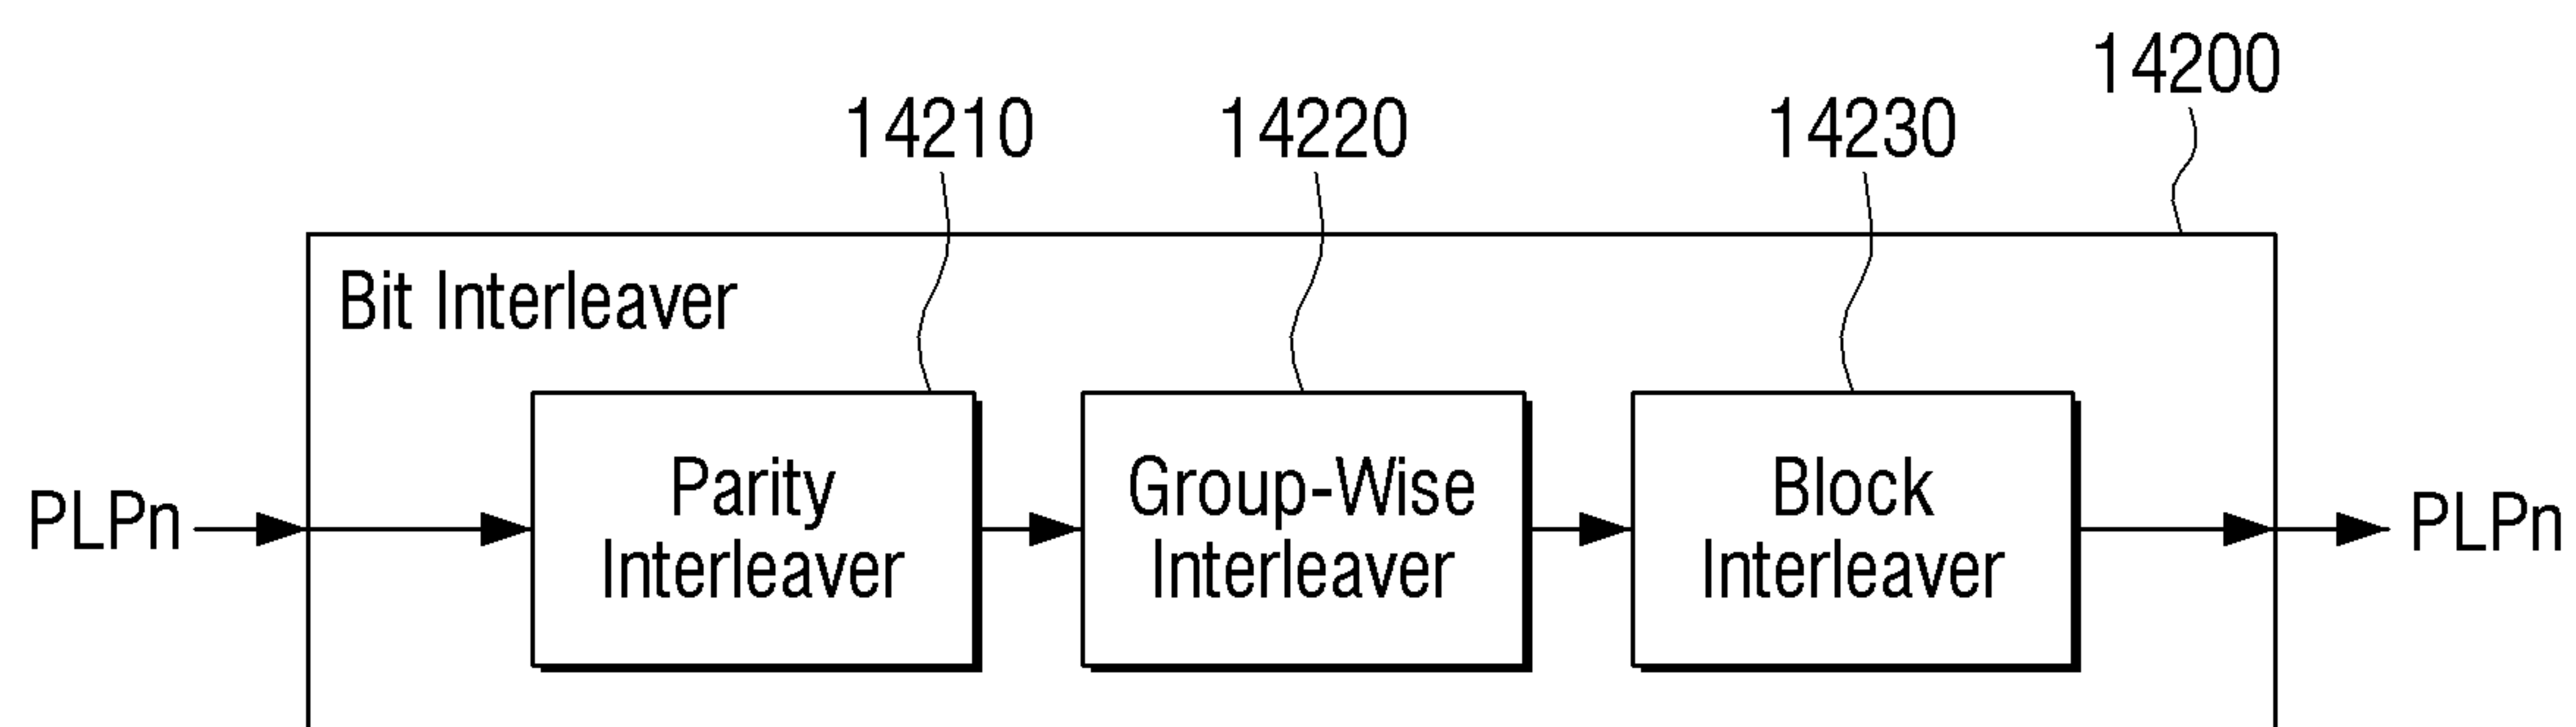 14200
14210 14220 14230
Bit Interleaver
PLPn Parity Interleaver Group-Wise Interleaver Block Interleaver PLPn